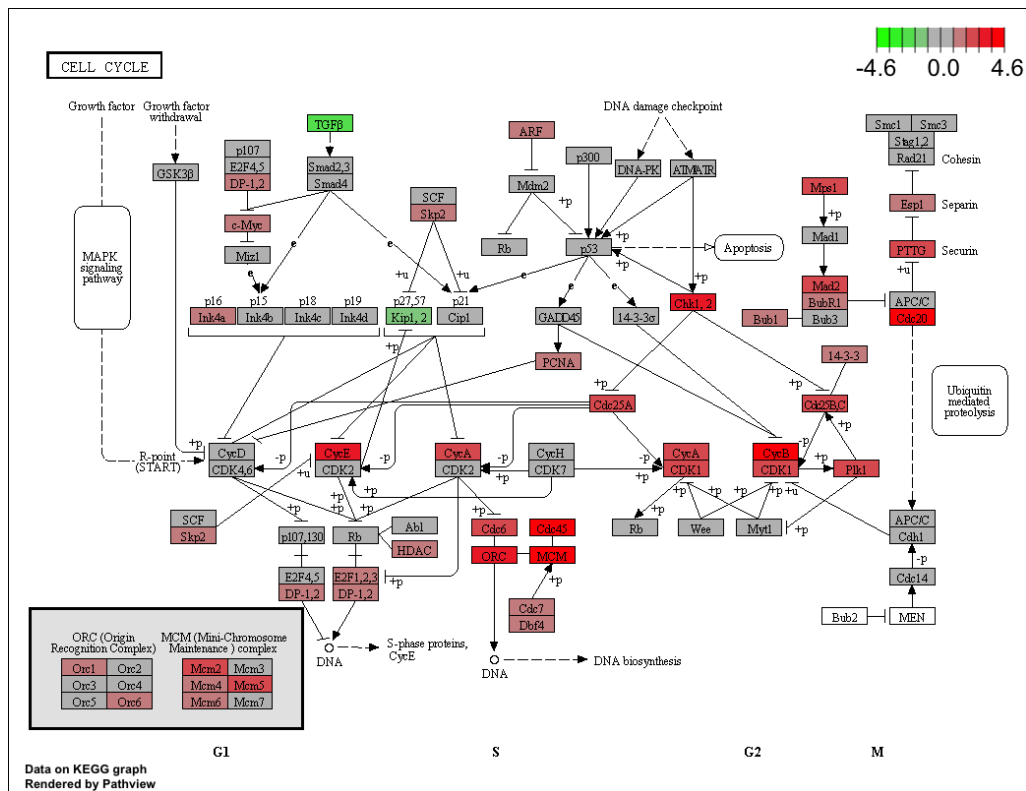 CELL CYCLE
-4.6 0.0 4.6
Growth factor
Growth factor
withdrawal
TGFβ
DNA damage checkpoint
Smc1 Smc3
Stag1,2
Rad21
Cohesin
p107
E2F4,5
DP-1,2
Smad2,3
Smad4
ARF
p300
DNA-PK
ATM/ATR
GSK3β
Mdm2
+p
SCF
Skp2
Mps1
+p
Esp1
Separin
c-Myc
Miz1
MAPK
signaling
pathway
Rb
p53
+p
+p
Apoptosis
Mad1
PTTG
Securin
e
e
e
e
e
e
+u
+u
+u
+p
Mad2
BubR1
Bub3
Bub1
APC/C
Cdc20
p16 p15 p18 p19
Ink4a Ink4b Ink4c Ink4d
p27,57 p21
Kip1, 2 Cip1
GADD45
14-3-3σ
Chk1, 2
+p
PCNA
14-3-3
+p
+p
Cdc25A
Cdc25B,C
Ubiquitin
mediated
proteolysis
R-point
(START)
+p
CycD
CDK4,6
-p
CycE
CDK2
-p
CycA
CDK2
-p
CycH
CDK7
+p
+p
-p
CycA
CDK1
CycB
CDK1
-p
+p
+p
Plk1
+u
+p
+p
+p
+p
+p
+p
+p
+p
+u
+p
SCF
Skp2
p107,130
Rb
Abl
HDAC
Cdc6
Cdc45
ORC
MCM
+p
Rb
Wee
Myt1
APC/C
Cdh1
-p
E2F4,5
DP-1,2
E2F1,2,3
DP-1,2
+p
Cdc7
Dbf4
Cdc14
Bub2
MEN
DNA
S-phase proteins,
CycE
DNA
DNA biosynthesis
ORC (Origin
Recognition Complex)
MCM (Mini-Chromosome
Maintenance ) complex
Orc1 Orc2 Mcm2 Mcm3
Orc3 Orc4 Mcm4 Mcm5
Orc5 Orc6 Mcm6 Mcm7
G1 S G2 M
Data on KEGG graph
Rendered by Pathview